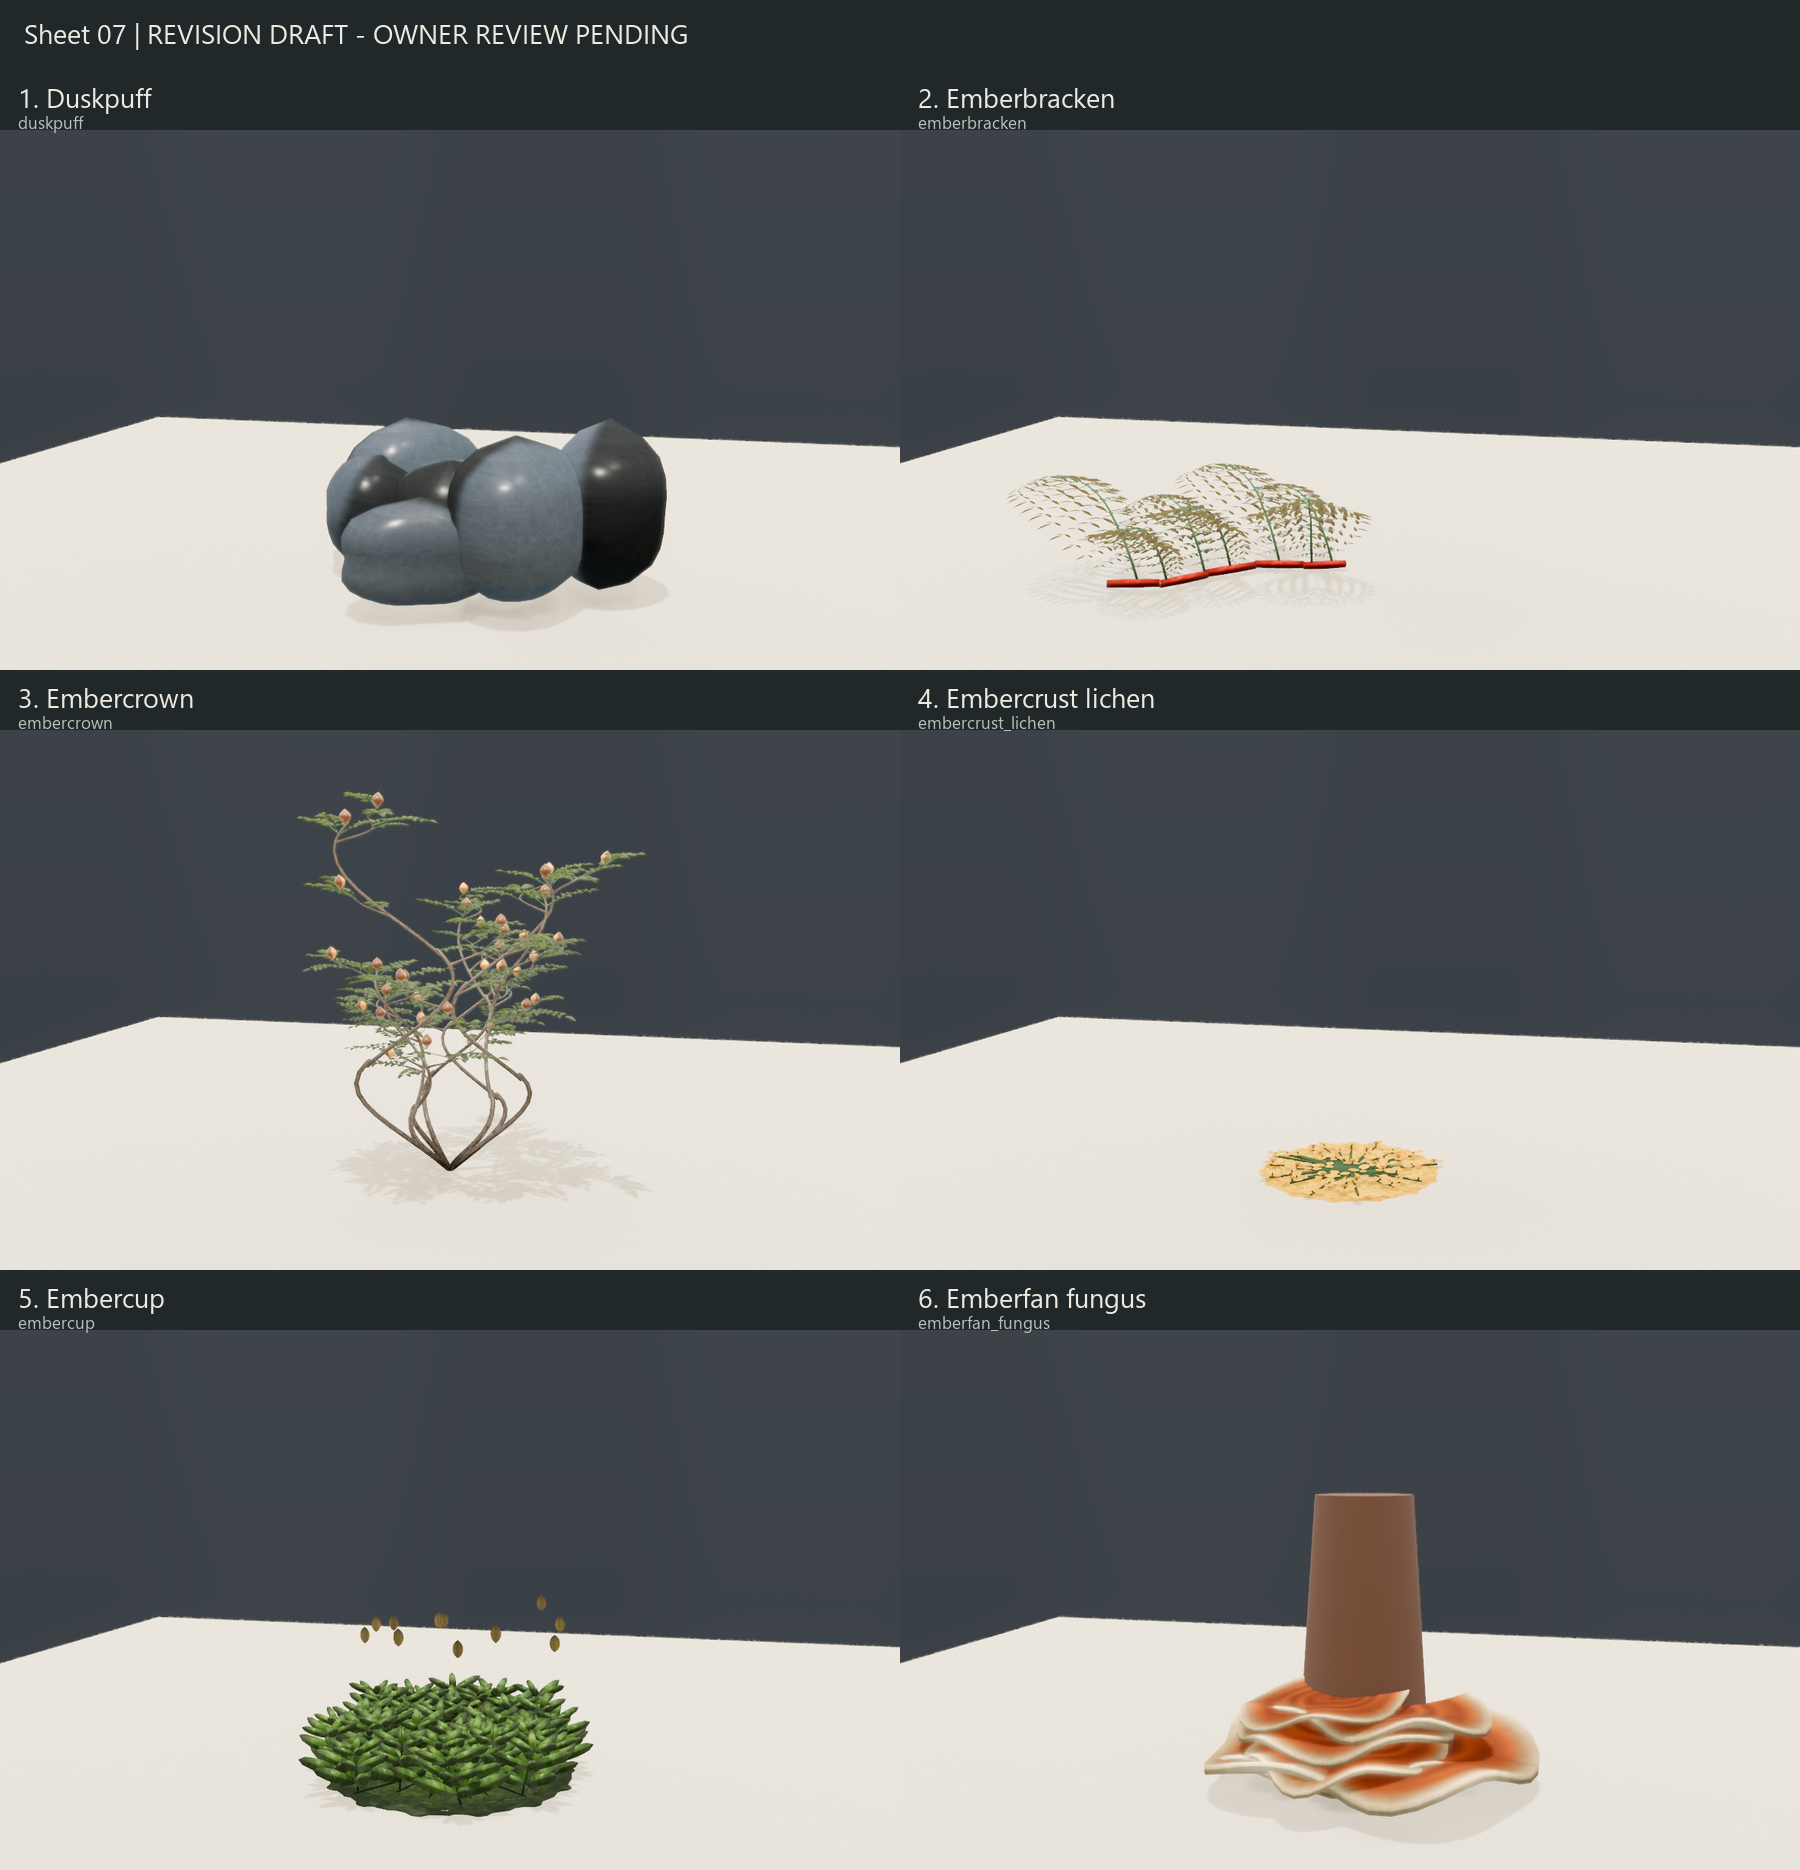 Sheet 07 | REVISION DRAFT - OWNER REVIEW PENDING
1. Duskpuff
duskpuff
2. Emberbracken
emberbracken
3. Embercrown
embercrown
4. Embercrust lichen
embercrust_lichen
5. Embercup
embercup
6. Emberfan fungus
emberfan_fungus